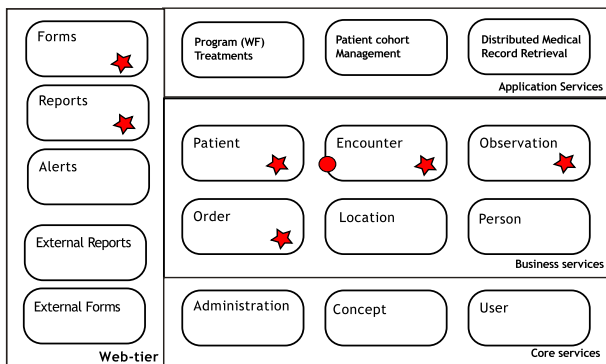 Forms
Reports
Alerts
External Reports
External Forms
Web-tier
Program (WF)
Treatments
Patient cohort
Management
Distributed Medical
Record Retrieval
Application Services
Patient
Encounter
Observation
Order
Location
Person
Business services
Administration
Concept
User
Core services